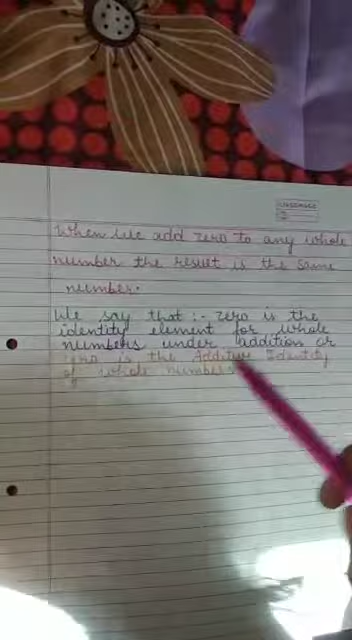 When we add zero to any whole
number the result is the same
number.
We say that :- zero is the
identity element for whole
numbers under addition or
zero is the Additive Identity
of whole numbers